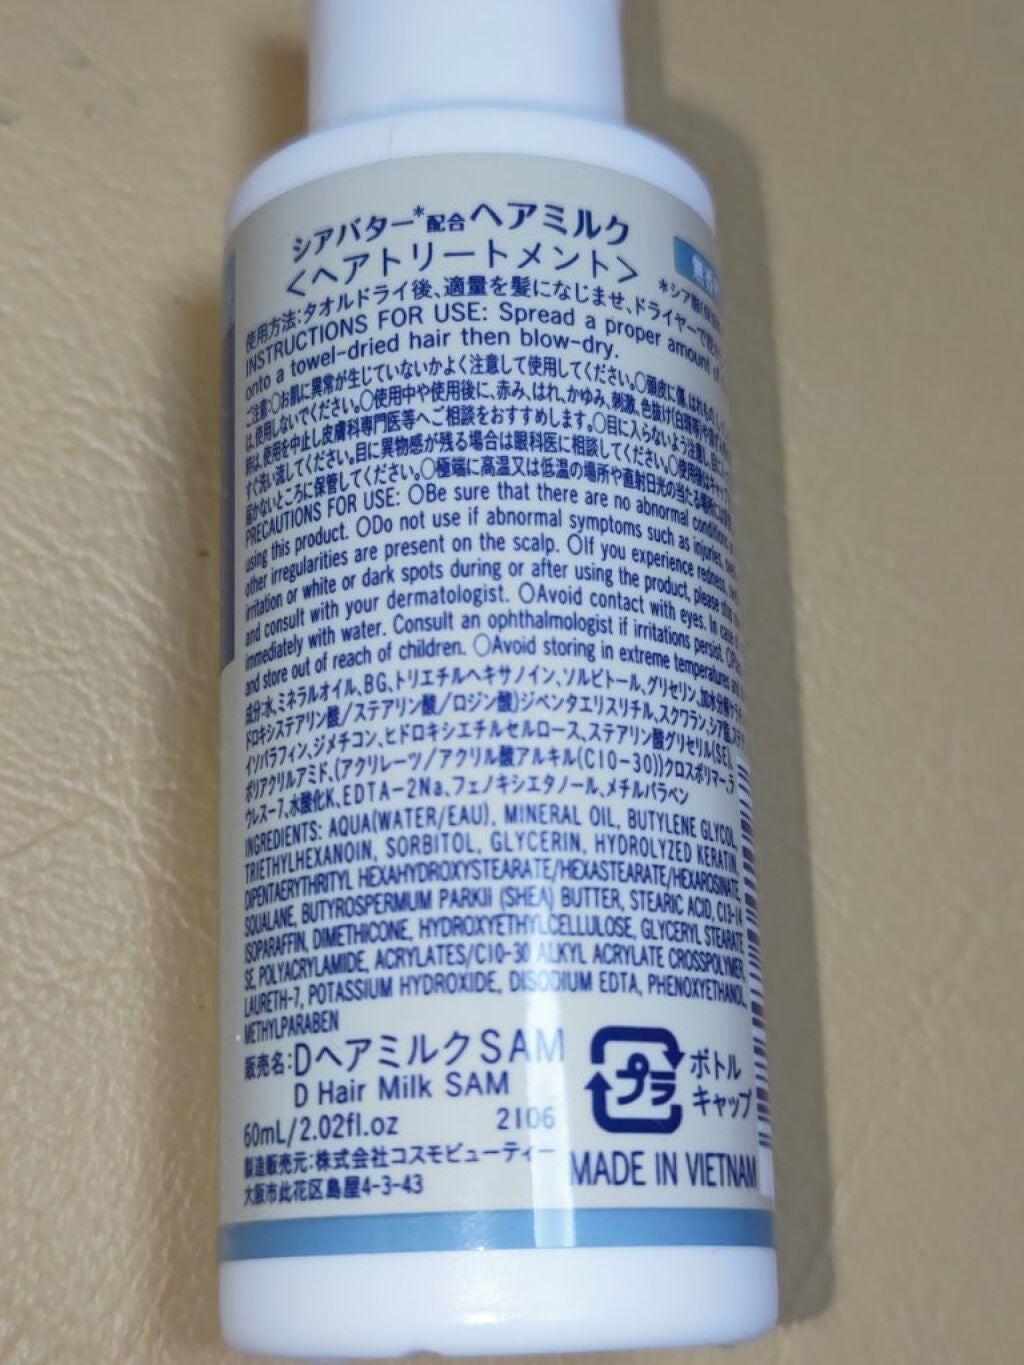 シアバター*配合ヘアミルク
<ヘアトリートメント>
無香
*シア脂
使用方法:タオルドライ後、適量を髪になじませ、ドライヤーで
INSTRUCTIONS FOR USE: Spread a proper amount of
onto a towel-dried hair then blow-dry.
ご注意:○お肌に異常が生じていないかよく注意して使用してください。○頭皮に傷、はれもの
は、使用しないでください。○使用中や使用後に、赤み、はれ、かゆみ、刺激、色抜け(白斑等)や
時は、使用を中止し皮膚科専門医等へご相談をおすすめします。○目に入らないよう注意し、
すぐ洗い流してください。目に異物感が残る場合は眼科医に相談してください。○使用後は
届かないところに保管してください。○極端に高温又は低温の場所や直射日光の当たる場所
PRECAUTIONS FOR USE: ○Be sure that there are no abnormal conditions
using this product. ○Do not use if abnormal symptoms such as injuries,
other irregularities are present on the scalp. ○If you experience redness,
irritation or white or dark spots during or after using the product, please stop
and consult with your dermatologist. ○Avoid contact with eyes. In case
immediately with water. Consult an ophthalmologist if irritations persist.
and store out of reach of children. ○Avoid storing in extreme temperatures and
成分:水、ミネラルオイル、BG、トリエチルヘキサノイン、ソルビトール、グリセリン、加水分解ケラチン
ドロキシステアリン酸/ステアリン酸/ロジン酸)ジペンタエリスリチル、スクワラン、シア脂、
イソパラフィン、ジメチコン、ヒドロキシエチルセルロース、ステアリン酸グリセリル(SE)、
ポリアクリルアミド、(アクリレーツ/アクリル酸アルキル(C10-30))クロスポリマー、ラ
ウレス-7、水酸化K、EDTA-2Na、フェノキシエタノール、メチルパラベン
INGREDIENTS: AQUA(WATER/EAU), MINERAL OIL, BUTYLENE GLYCOL,
TRIETHYLHEXANOIN, SORBITOL, GLYCERIN, HYDROLYZED KERATIN,
DIPENTAERYTHRITYL HEXAHYDROXYSTEARATE/HEXASTEARATE/HEXAROSINATE,
SQUALANE, BUTYROSPERMUM PARKII (SHEA) BUTTER, STEARIC ACID, C13-14
ISOPARAFFIN, DIMETHICONE, HYDROXYETHYLCELLULOSE, GLYCERYL STEARATE
SE, POLYACRYLAMIDE, ACRYLATES/C10-30 ALKYL ACRYLATE CROSSPOLYMER,
LAURETH-7, POTASSIUM HYDROXIDE, DISODIUM EDTA, PHENOXYETHANOL,
METHYLPARABEN
販売名:DヘアミルクSAM
D Hair Milk SAM
60mL/2.02fl.oz 2106
製造販売元:株式会社コスモビューティー
大阪市此花区島屋4-3-43
プラ
ボトル
キャップ
MADE IN VIETNAM